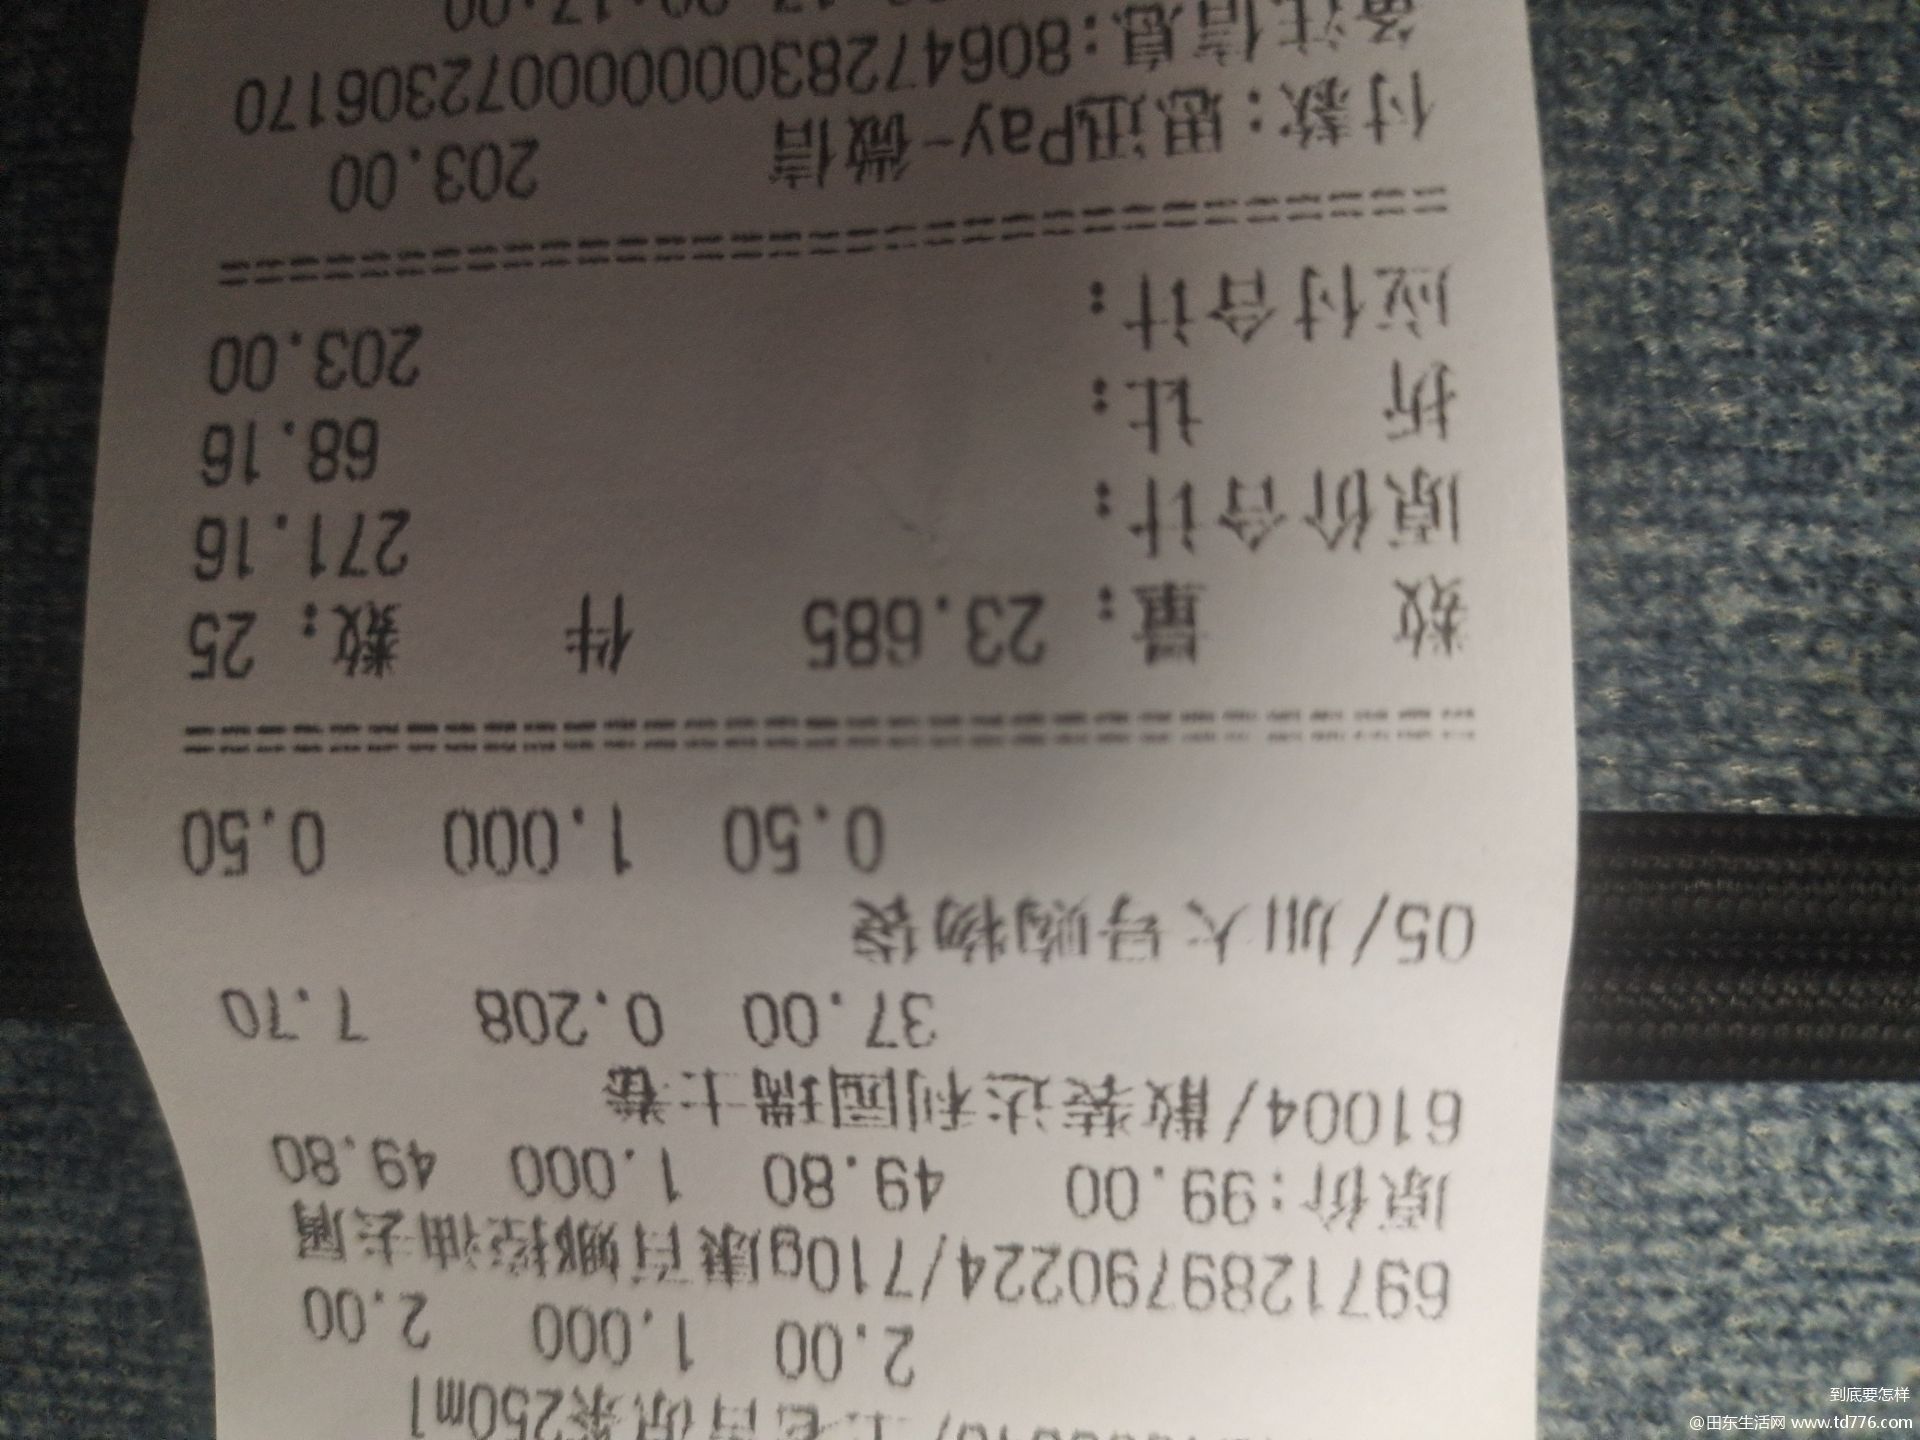 2.00 1.000 2.00
6971289790224/710g康百娜控油去屑
原价:99.00 49.80 1.000 49.80
61004/散装达利园瑞士卷
37.00 0.208 7.70
05/加大号购物袋
0.50 1.000 0.50
数 量: 23.685 件 数: 25
原价合计: 271.16
折 让: 68.16
应付合计: 203.00
付款:思迅Pay-微信 203.00
备注信息:80647283000000072306170
到底要怎样
@田东生活网 www.td776.com